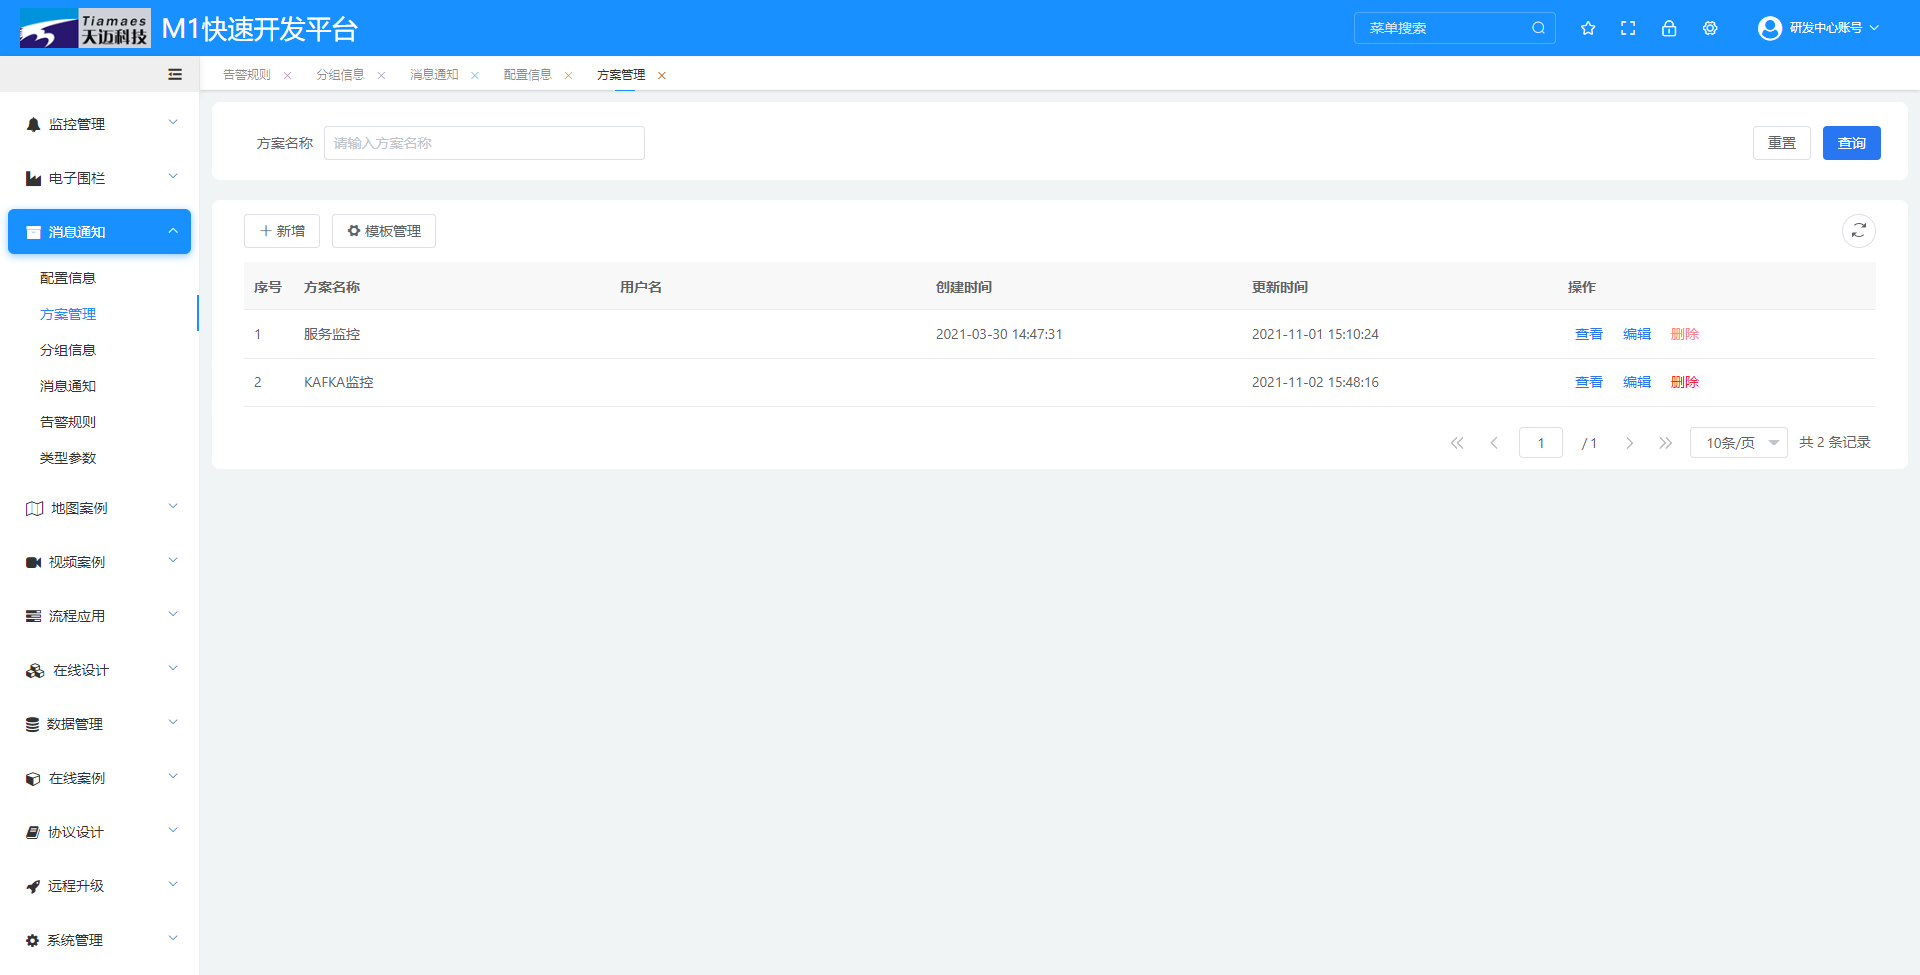 Tiamaes
天迈科技
M1快速开发平台
菜单搜索
研发中心账号
告警规则
分组信息
消息通知
配置信息
方案管理
监控管理
电子围栏
消息通知
配置信息
方案管理
分组信息
消息通知
告警规则
类型参数
地图案例
视频案例
流程应用
在线设计
数据管理
在线案例
协议设计
远程升级
系统管理
方案名称 请输入方案名称 重置 查询
新增 模板管理
序号 方案名称 用户名 创建时间 更新时间 操作
1 服务监控 2021-03-30 14:47:31 2021-11-01 15:10:24 查看 编辑 删除
2 KAFKA监控 2021-11-02 15:48:16 查看 编辑 删除
1 / 1 10条/页 共 2 条记录